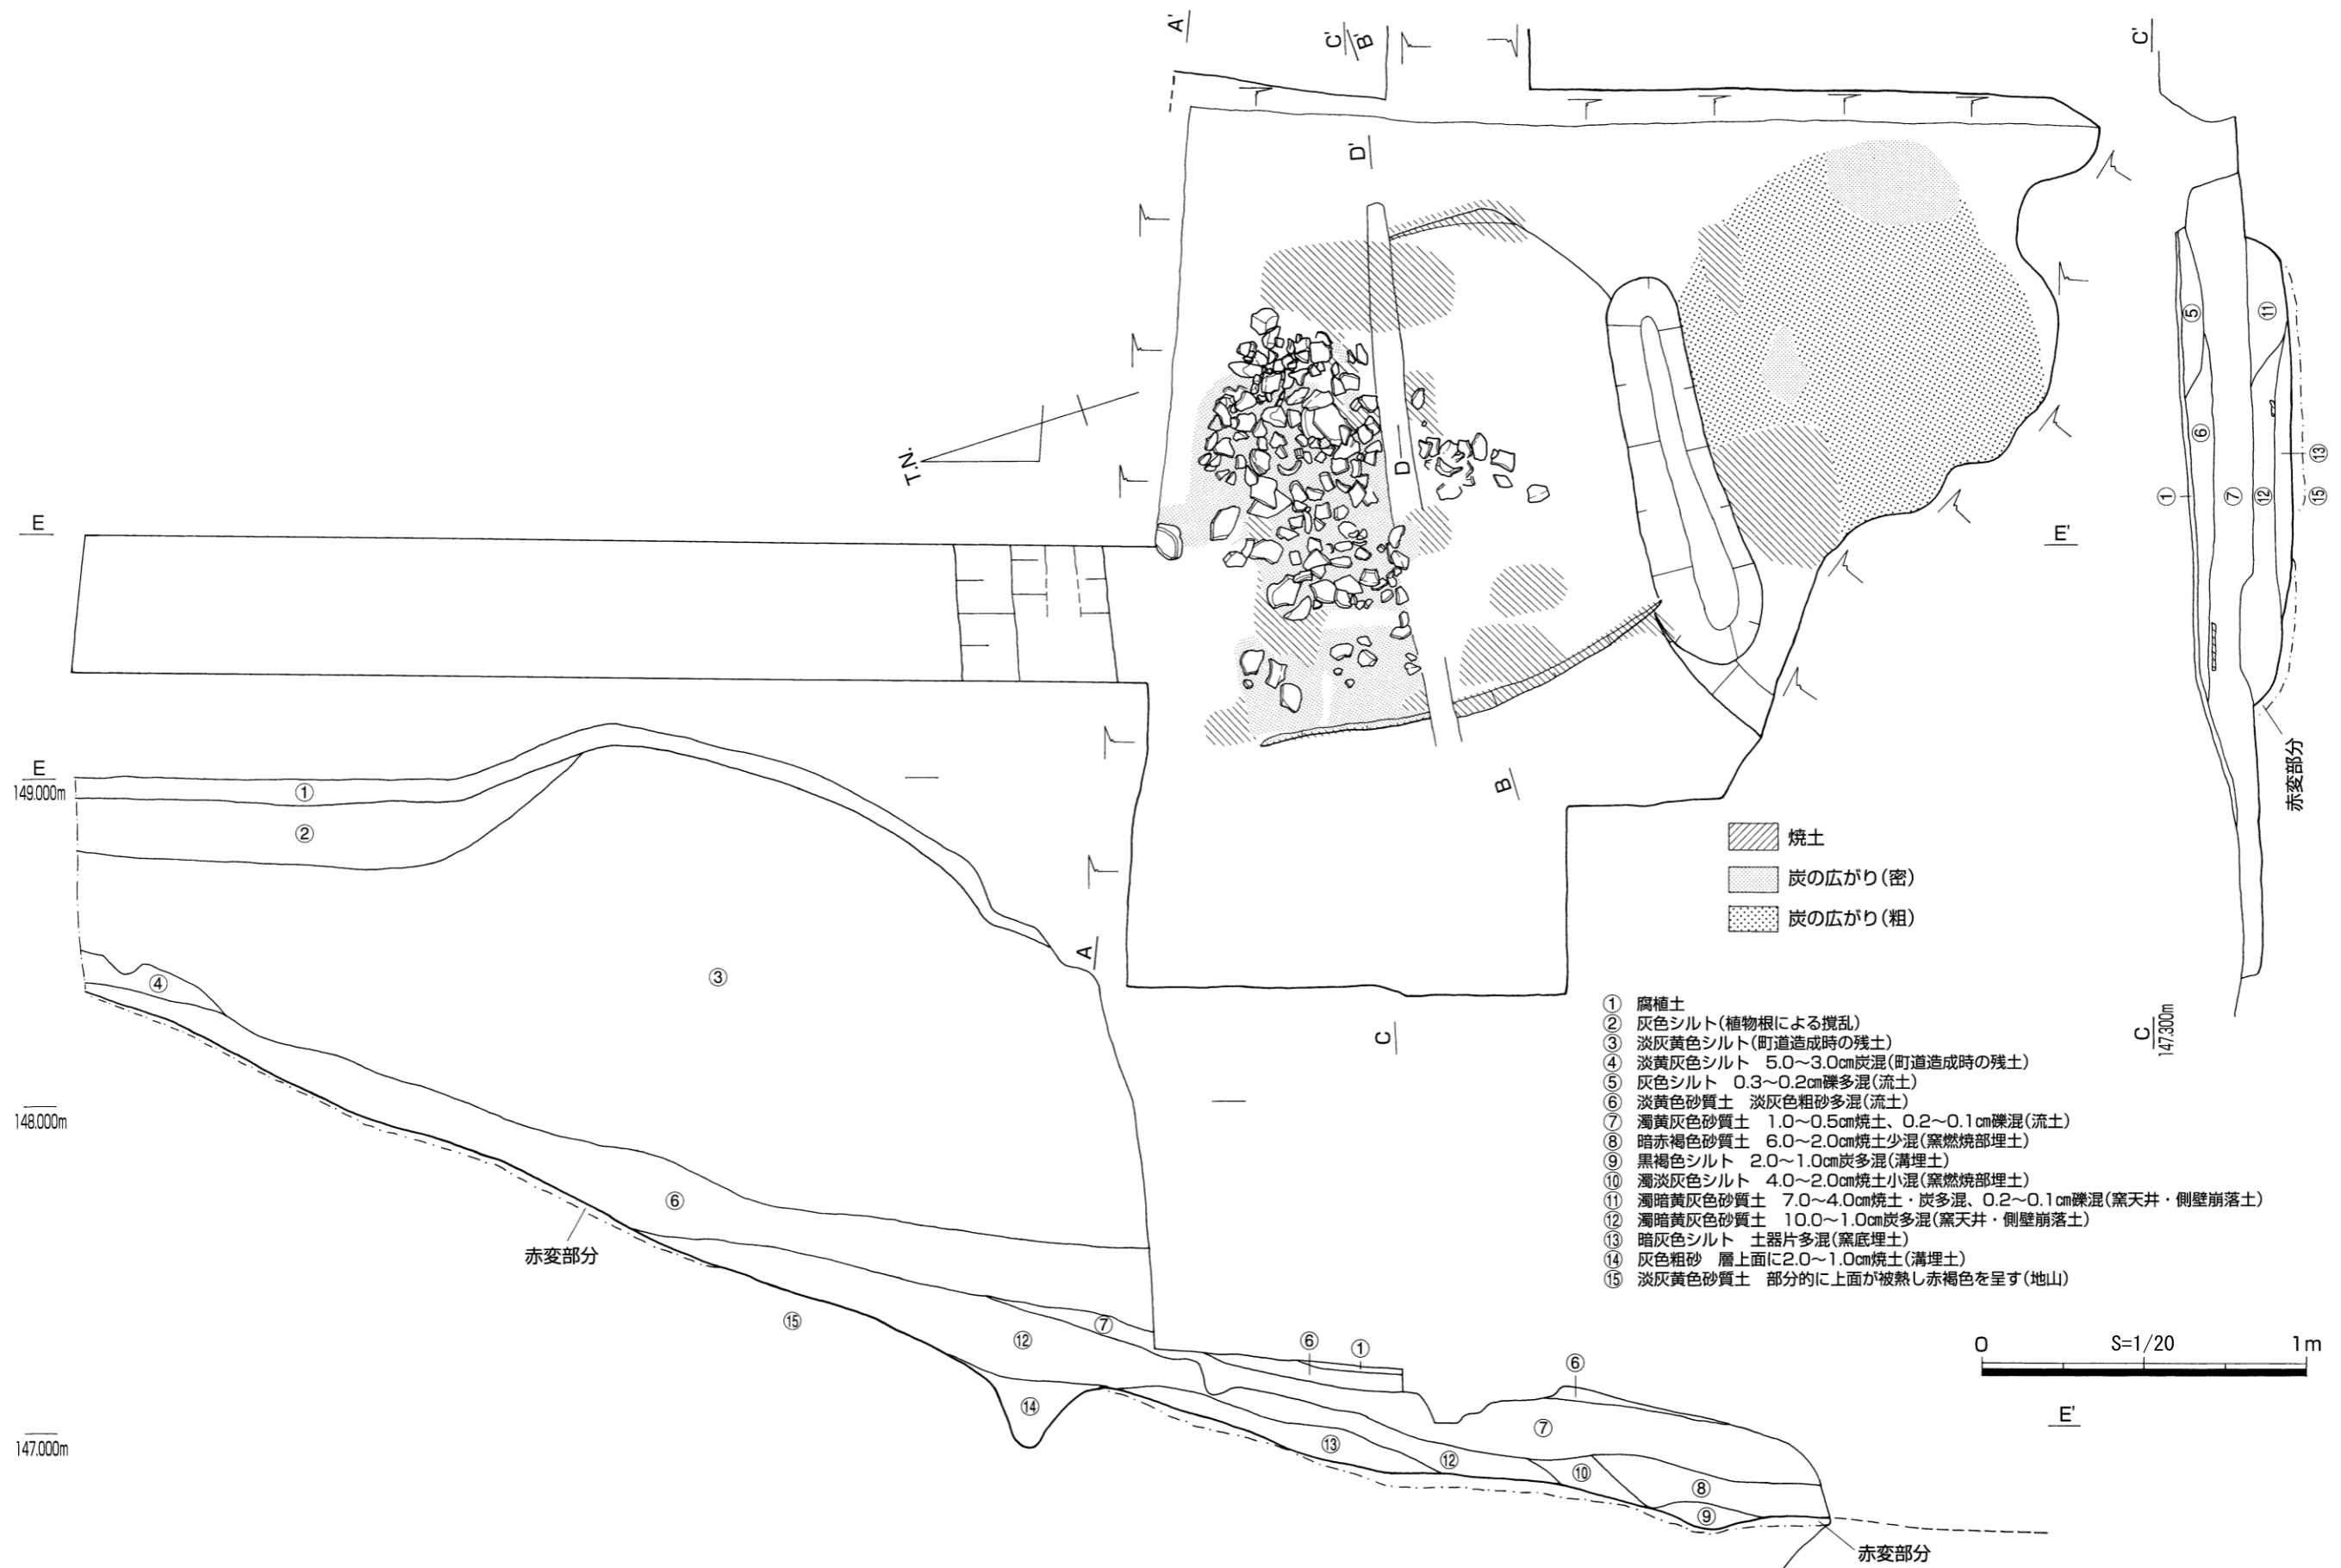 A'
C'
B'
C'
D'
D
T.N.
E
E'
B
A
C
C
147.300m
⑤
⑪
⑥
⑬
①
⑦
⑫
⑮
赤変部分
焼土
炭の広がり(密)
炭の広がり(粗)
E
149.000m
①
②
③
④
148.000m
⑥
赤変部分
⑮
⑫
⑦
⑭
⑥
①
⑥
⑦
⑬
⑫
⑩
⑧
⑨
147.000m
赤変部分
① 腐植土
② 灰色シルト(植物根による撹乱)
③ 淡灰黄色シルト(町道造成時の残土)
④ 淡黄灰色シルト 5.0〜3.0㎝炭混(町道造成時の残土)
⑤ 灰色シルト 0.3〜0.2㎝礫多混(流土)
⑥ 淡黄色砂質土 淡灰色粗砂多混(流土)
⑦ 濁黄灰色砂質土 1.0〜0.5㎝焼土、0.2〜0.1㎝礫混(流土)
⑧ 暗赤褐色砂質土 6.0〜2.0㎝焼土少混(窯燃焼部埋土)
⑨ 黒褐色シルト 2.0〜1.0㎝炭多混(溝埋土)
⑩ 濁淡灰色シルト 4.0〜2.0㎝焼土小混(窯燃焼部埋土)
⑪ 濁暗黄灰色砂質土 7.0〜4.0㎝焼土・炭多混、0.2〜0.1㎝礫混(窯天井・側壁崩落土)
⑫ 濁暗黄灰色砂質土 10.0〜1.0㎝炭多混(窯天井・側壁崩落土)
⑬ 暗灰色シルト 土器片多混(窯底埋土)
⑭ 灰色粗砂 層上面に2.0〜1.0㎝焼土(溝埋土)
⑮ 淡灰黄色砂質土 部分的に上面が被熱し赤褐色を呈す(地山)
0 S=1/20 1m
E'